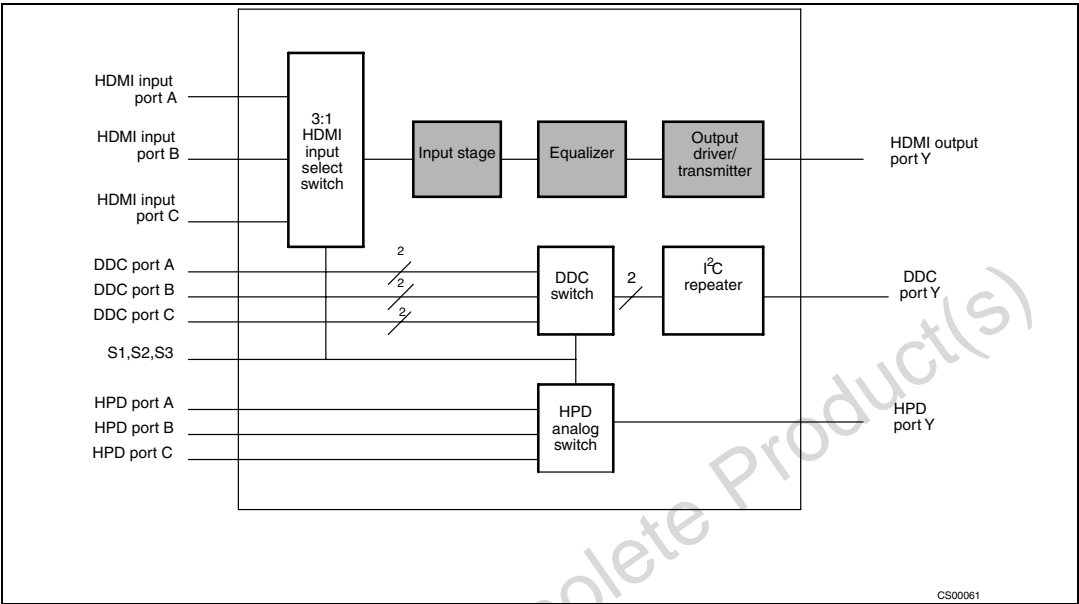 HDMI input
port A
HDMI input
port B
HDMI input
port C
DDC port A
DDC port B
DDC port C
S1,S2,S3
HPD port A
HPD port B
HPD port C
3:1
HDMI
input
select
switch
Input stage
Equalizer
Output
driver/
transmitter
HDMI output
port Y
2
2
2
DDC
switch
2
I2C
repeater
DDC
port Y
HPD
analog
switch
HPD
port Y
olete Product(s)
CS00061